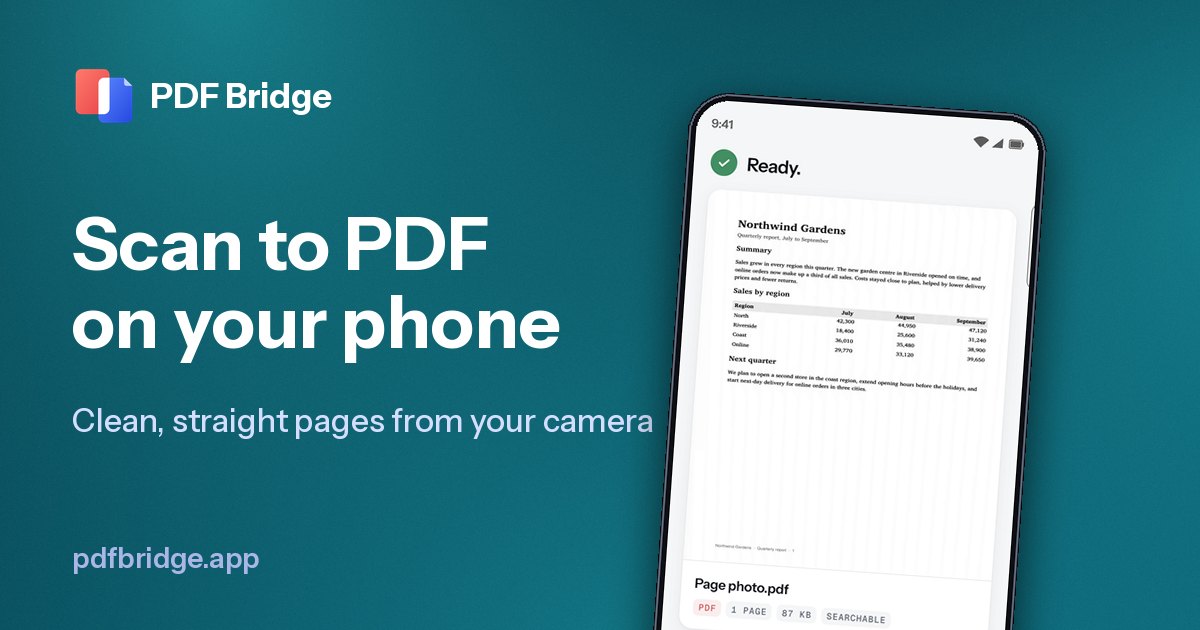 PDF Bridge
Scan to PDF
on your phone
Clean, straight pages from your camera
pdfbridge.app
9:41
Ready.
Northwind Gardens
Quarterly report, July to September
Summary
Sales grew in every region this quarter. The new garden centre in Riverside opened on time, and
online orders now make up a third of all sales. Costs stayed close to plan, helped by lower delivery
prices and fewer returns.
Sales by region
Region July August September
North 42,300 44,950 47,120
Riverside 18,400 25,600 31,240
Coast 36,010 35,480 38,900
Online 29,770 33,120 39,650
Next quarter
We plan to open a second store in the coast region, extend opening hours before the holidays, and
start next-day delivery for online orders in three cities.
Northwind Gardens · Quarterly report · 1
Page photo.pdf
PDF 1 PAGE 87 KB SEARCHABLE